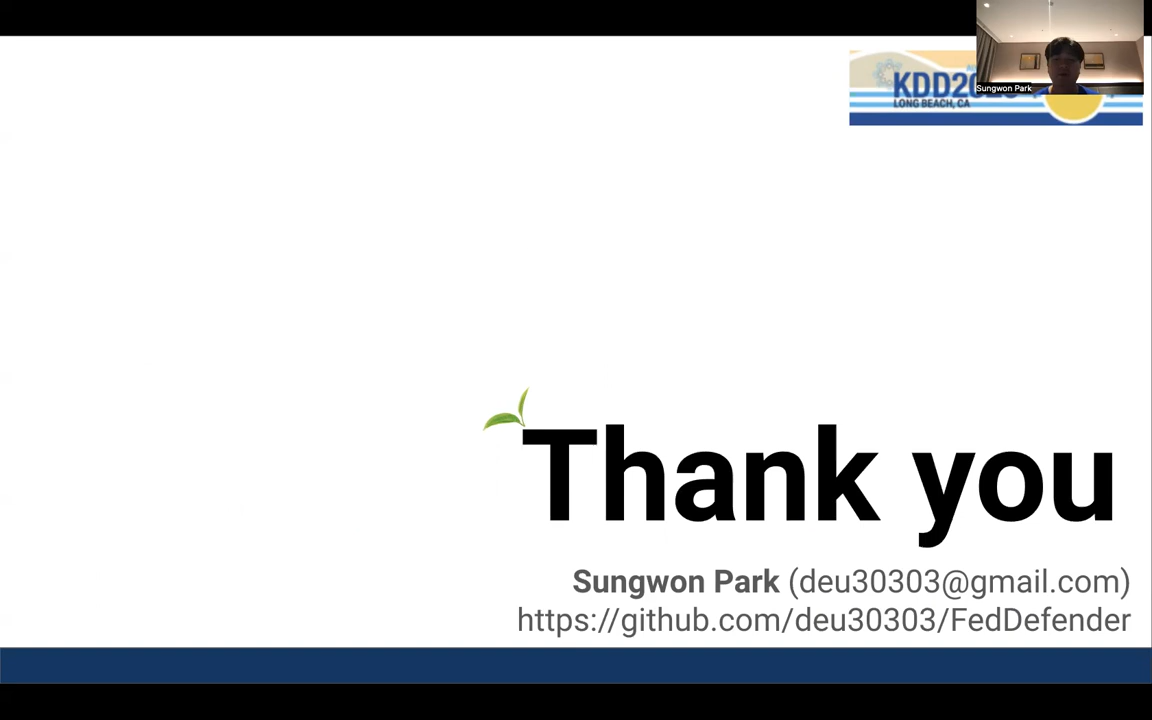 KDD20
LONG BEACH, CA
Sungwon Park
Thank you
Sungwon Park (deu30303@gmail.com)
https://github.com/deu30303/FedDefender